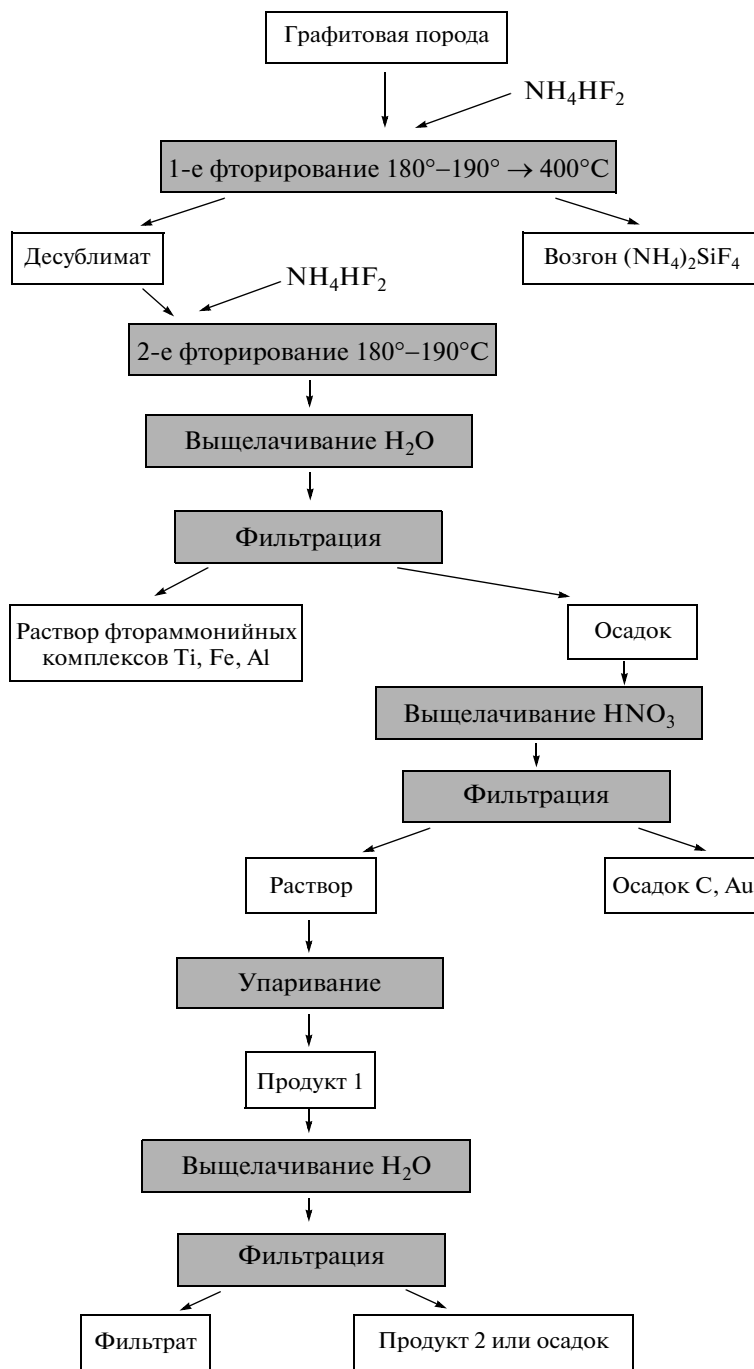 Графитовая порода
NH₄HF₂
1-е фторирование 180°–190° → 400°C
Десублимат
Возгон (NH₄)₂SiF₄
NH₄HF₂
2-е фторирование 180°–190°C
Выщелачивание H₂O
Фильтрация
Раствор фтораммонийных
комплексов Ti, Fe, Al
Осадок
Выщелачивание HNO₃
Фильтрация
Раствор
Осадок C, Au
Упаривание
Продукт 1
Выщелачивание H₂O
Фильтрация
Фильтрат
Продукт 2 или осадок